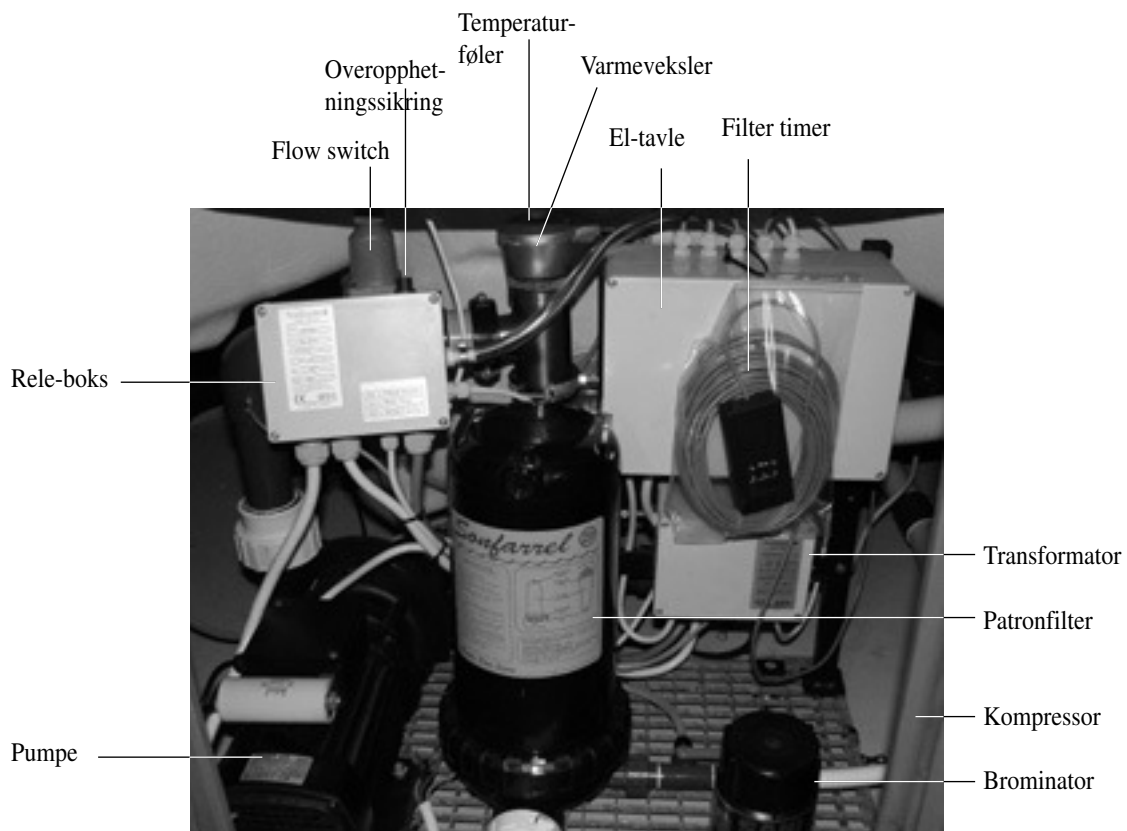 Temperatur-
føler
Varmeveksler
Overopphet-
ningssikring
Filter timer
El-tavle
Flow switch
Rele-boks
Sonfarrel
Transformator
Patronfilter
Kompressor
Pumpe
Brominator